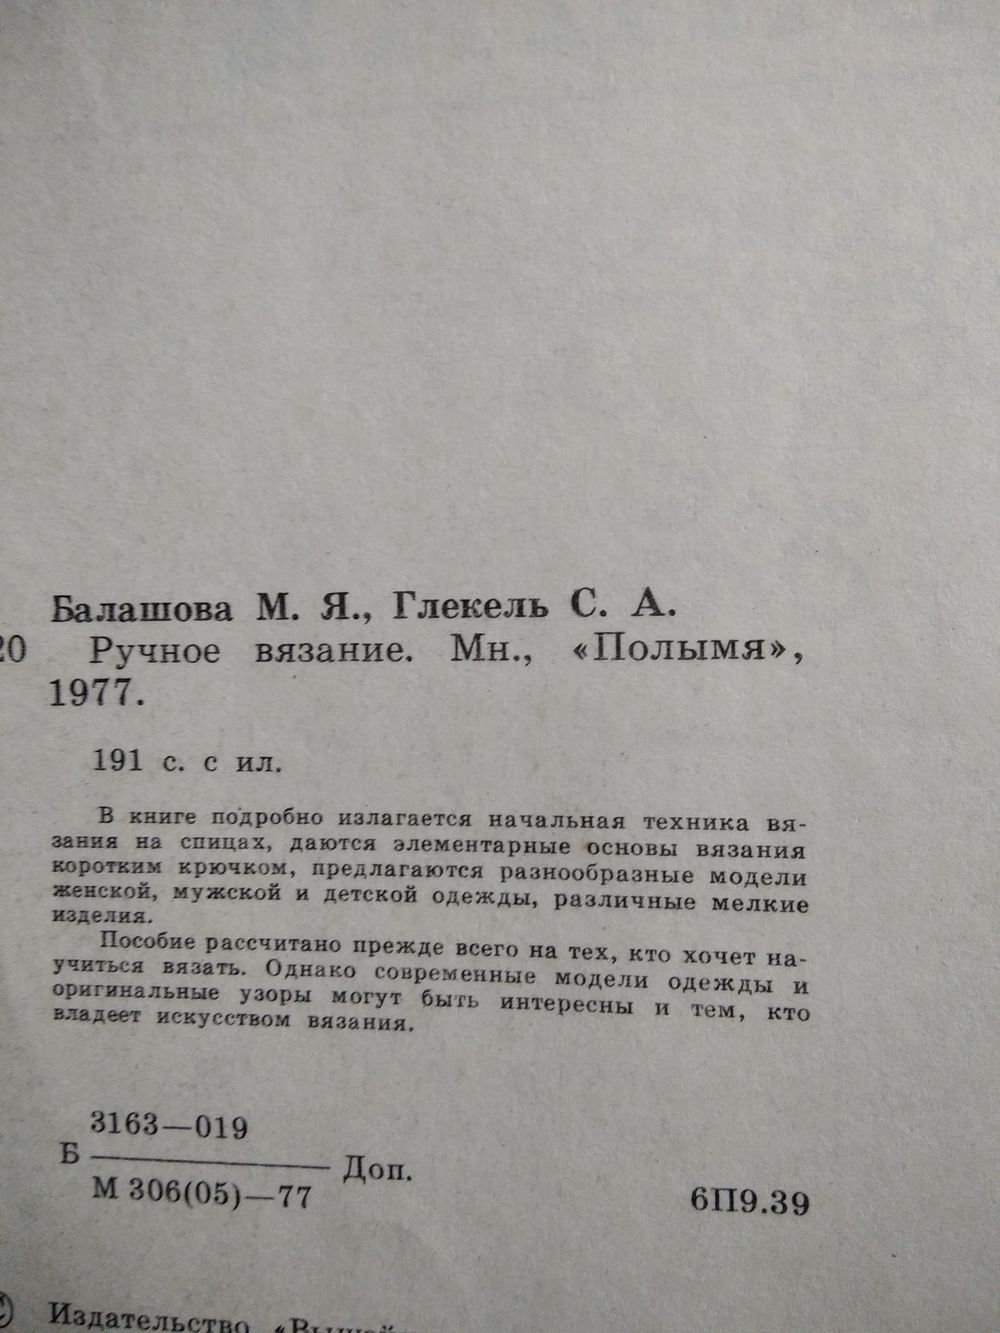 Балашова М. Я., Глекель С. А.
20 Ручное вязание. Мн., «Полымя»,
1977.
191 с. с ил.
В книге подробно излагается начальная техника вя-
зания на спицах, даются элементарные основы вязания
коротким крючком, предлагаются разнообразные модели
женской, мужской и детской одежды, различные мелкие
изделия.
Пособие рассчитано прежде всего на тех, кто хочет на-
учиться вязать. Однако современные модели одежды и
оригинальные узоры могут быть интересны и тем, кто
владеет искусством вязания.
3163—019
Б Доп.
М 306(05)—77
6П9.39
© Издательство